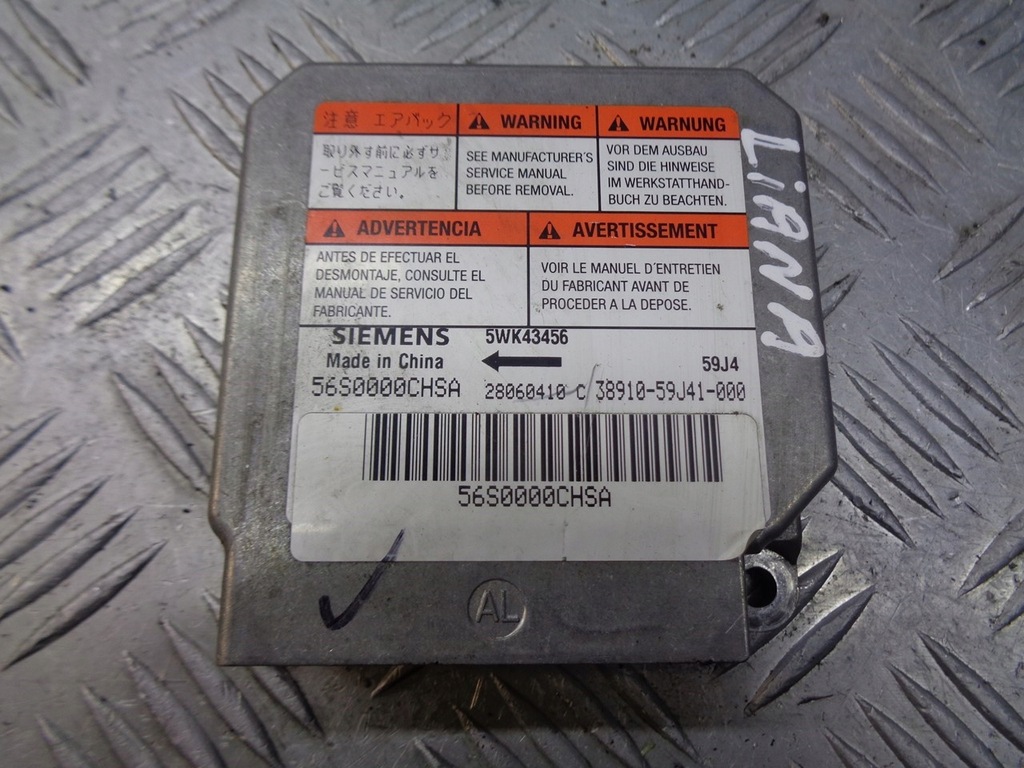 注意 エアバック
取り外す前に必ずサ
ービスマニュアルを
ご覧ください。
WARNING
SEE MANUFACTURER'S
SERVICE MANUAL
BEFORE REMOVAL.
WARNUNG
VOR DEM AUSBAU
SIND DIE HINWEISE
IM WERKSTATTHAND-
BUCH ZU BEACHTEN.
ADVERTENCIA
ANTES DE EFECTUAR EL
DESMONTAJE, CONSULTE EL
MANUAL DE SERVICIO DEL
FABRICANTE.
AVERTISSEMENT
VOIR LE MANUEL D'ENTRETIEN
DU FABRICANT AVANT DE
PROCEDER A LA DEPOSE.
SIEMENS 5WK43456
Made in China 59J4
56S0000CHSA 28060410 C 38910-59J41-000
56S0000CHSA
AL
LiANA